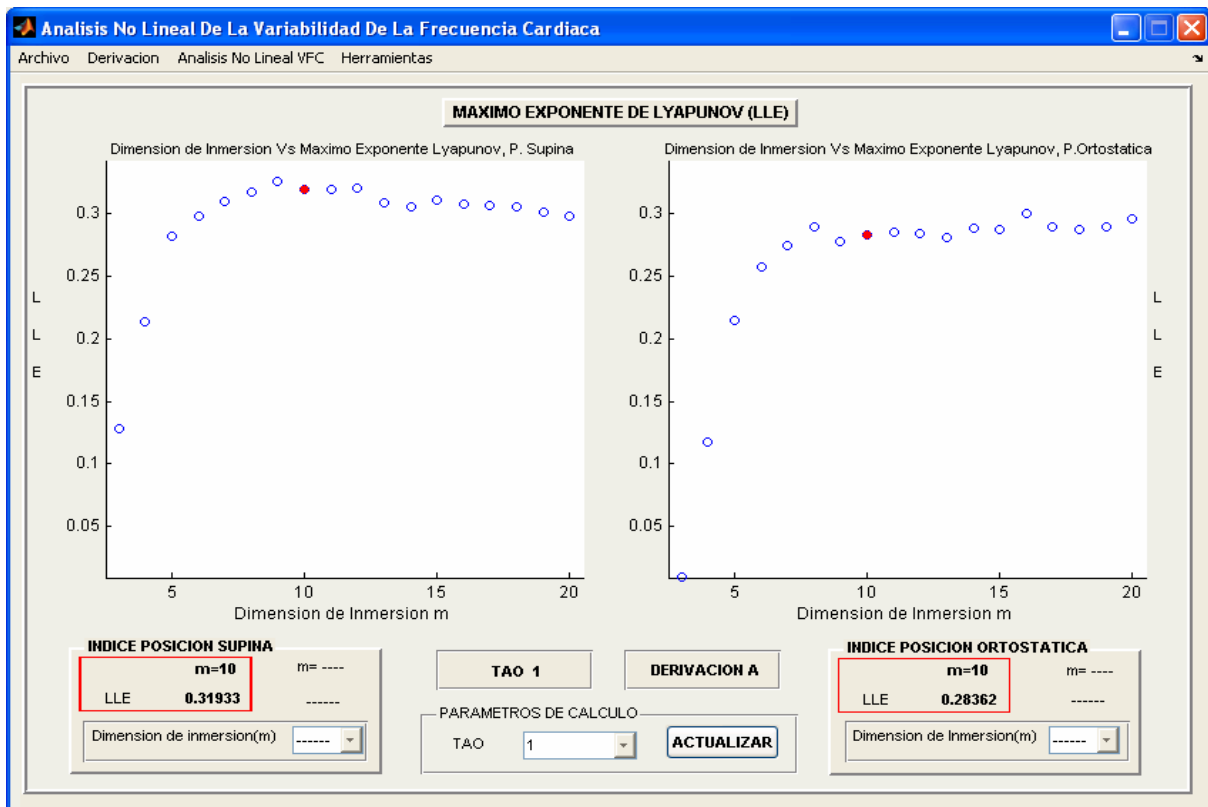 Analisis No Lineal De La Variabilidad De La Frecuencia Cardiaca
Archivo Derivacion Analisis No Lineal VFC Herramientas
MAXIMO EXPONENTE DE LYAPUNOV (LLE)
Dimension de Inmersion Vs Maximo Exponente Lyapunov, P. Supina
0.3
0.25
0.2
0.15
0.1
0.05
L
L
E
5 10 15 20
Dimension de Inmersion m
Dimension de Inmersion Vs Maximo Exponente Lyapunov, P.Ortostatica
0.3
0.25
0.2
0.15
0.1
0.05
L
L
E
5 10 15 20
Dimension de Inmersion m
INDICE POSICION SUPINA
m=10 m= ----
LLE 0.31933 ------
Dimension de inmersion(m) ------
TAO 1
DERIVACION A
PARAMETROS DE CALCULO
TAO 1 ACTUALIZAR
INDICE POSICION ORTOSTATICA
m=10 m= ----
LLE 0.28362 ------
Dimension de Inmersion(m) ------